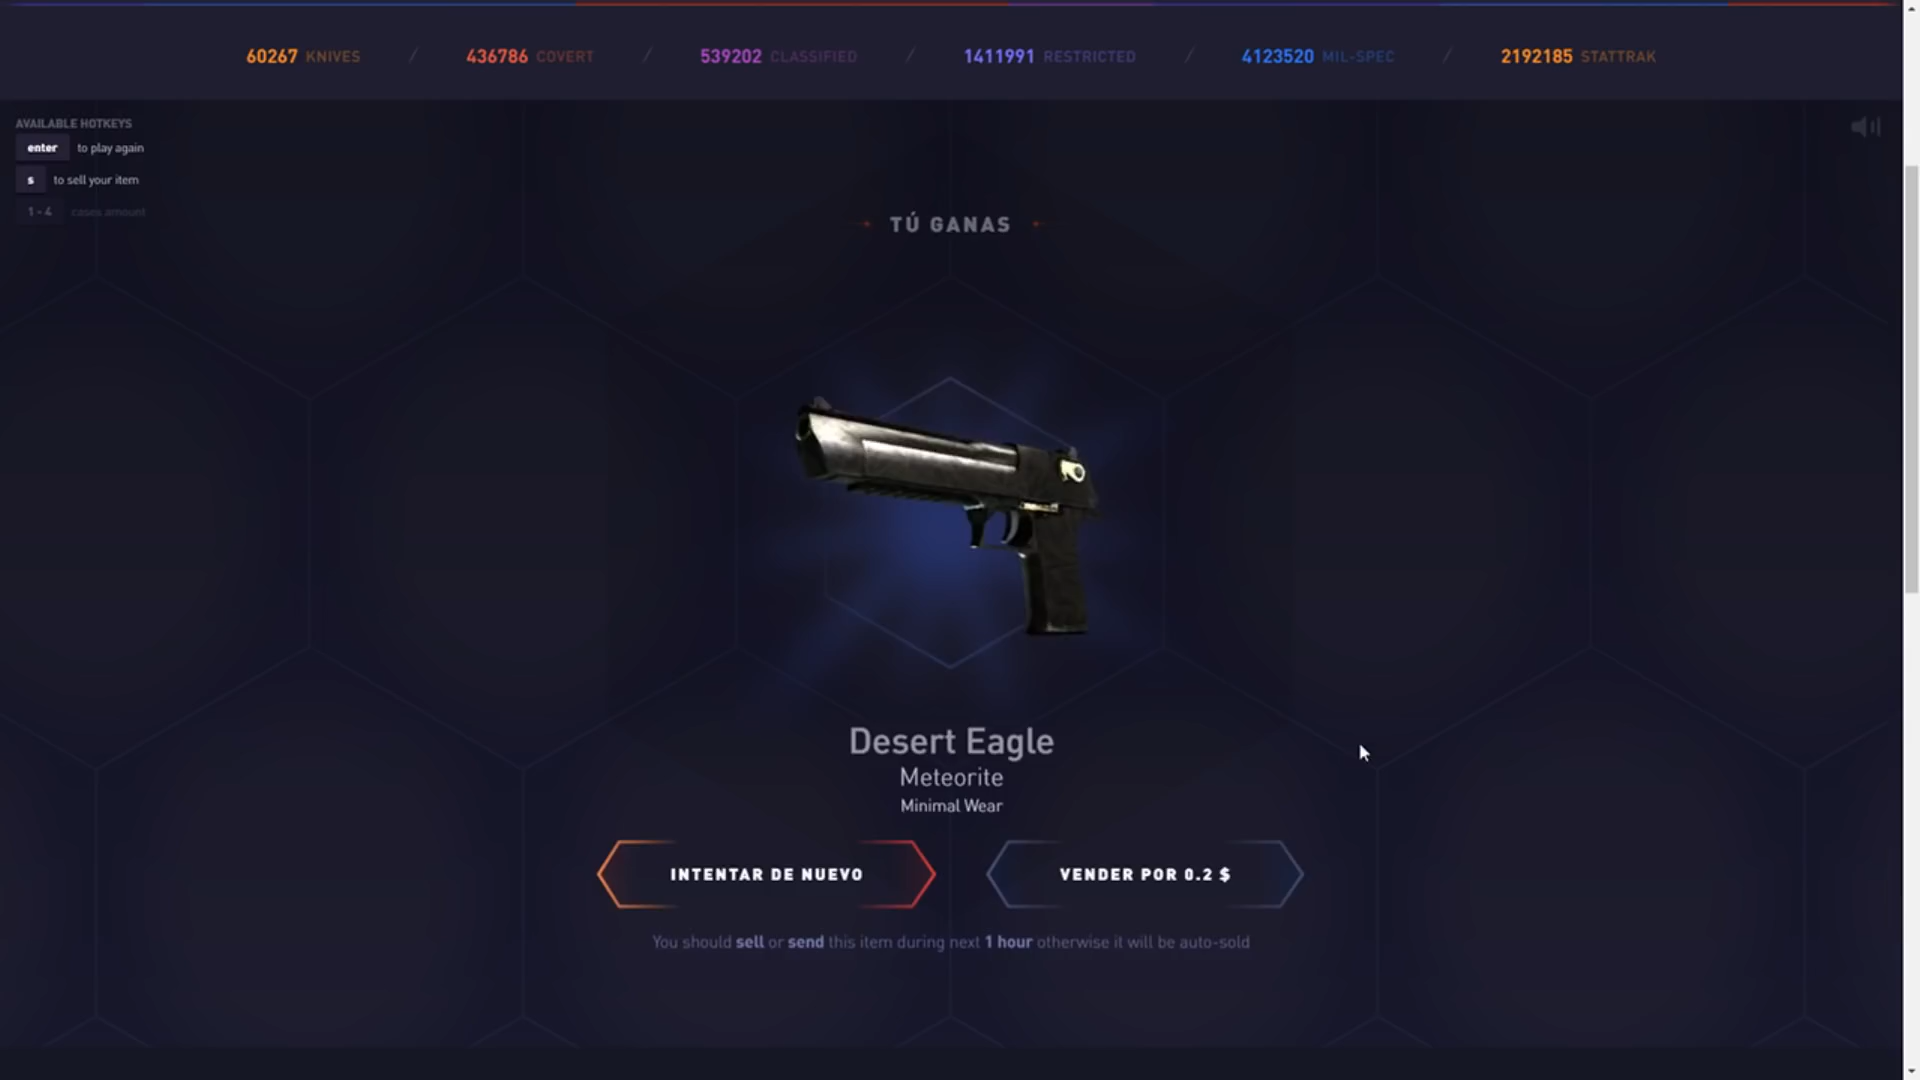 60267 KNIVES / 436786 COVERT / 539202 CLASSIFIED / 1411991 RESTRICTED / 4123520 MIL-SPEC / 2192185 STATTRAK
AVAILABLE HOTKEYS
enter to play again
s to sell your item
1 - 4 cases amount
TÚ GANAS
Desert Eagle
Meteorite
Minimal Wear
INTENTAR DE NUEVO
VENDER POR 0.2 $
You should sell or send this item during next 1 hour otherwise it will be auto-sold